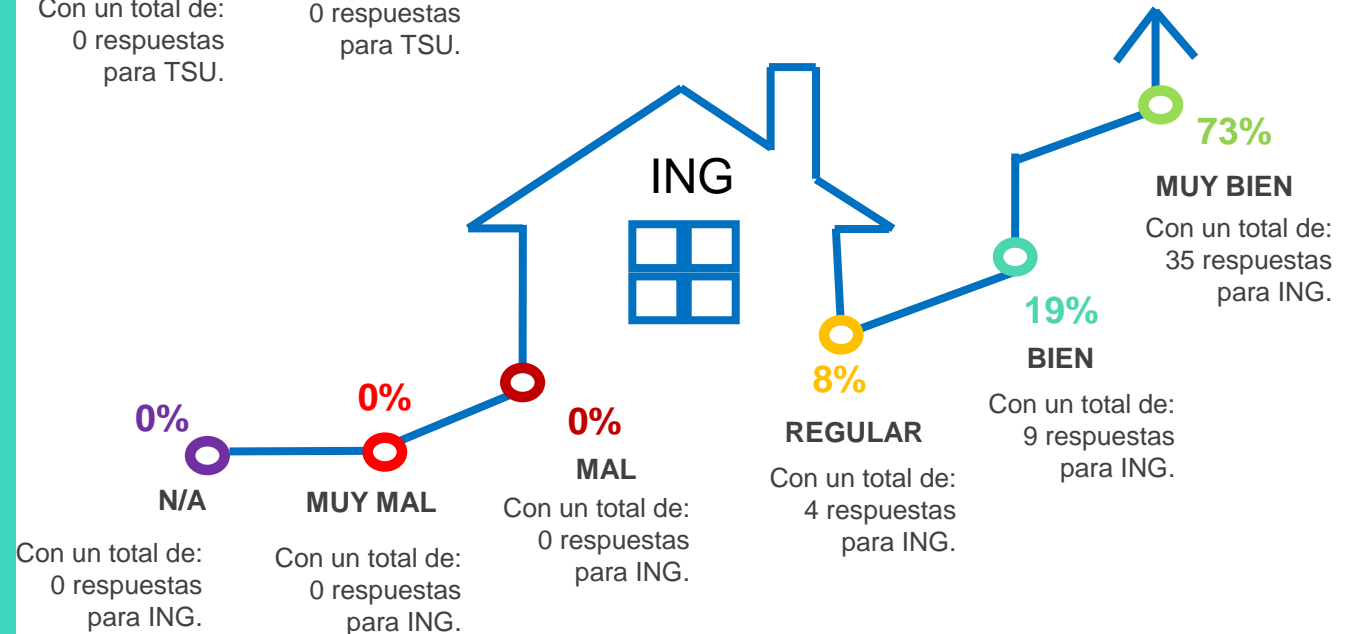 Con un total de:
0 respuestas
para TSU.
0 respuestas
para TSU.
ING
73%
MUY BIEN
Con un total de:
35 respuestas
para ING.
19%
BIEN
Con un total de:
9 respuestas
para ING.
8%
REGULAR
Con un total de:
4 respuestas
para ING.
0%
MAL
Con un total de:
0 respuestas
para ING.
0%
MUY MAL
Con un total de:
0 respuestas
para ING.
0%
N/A
Con un total de:
0 respuestas
para ING.